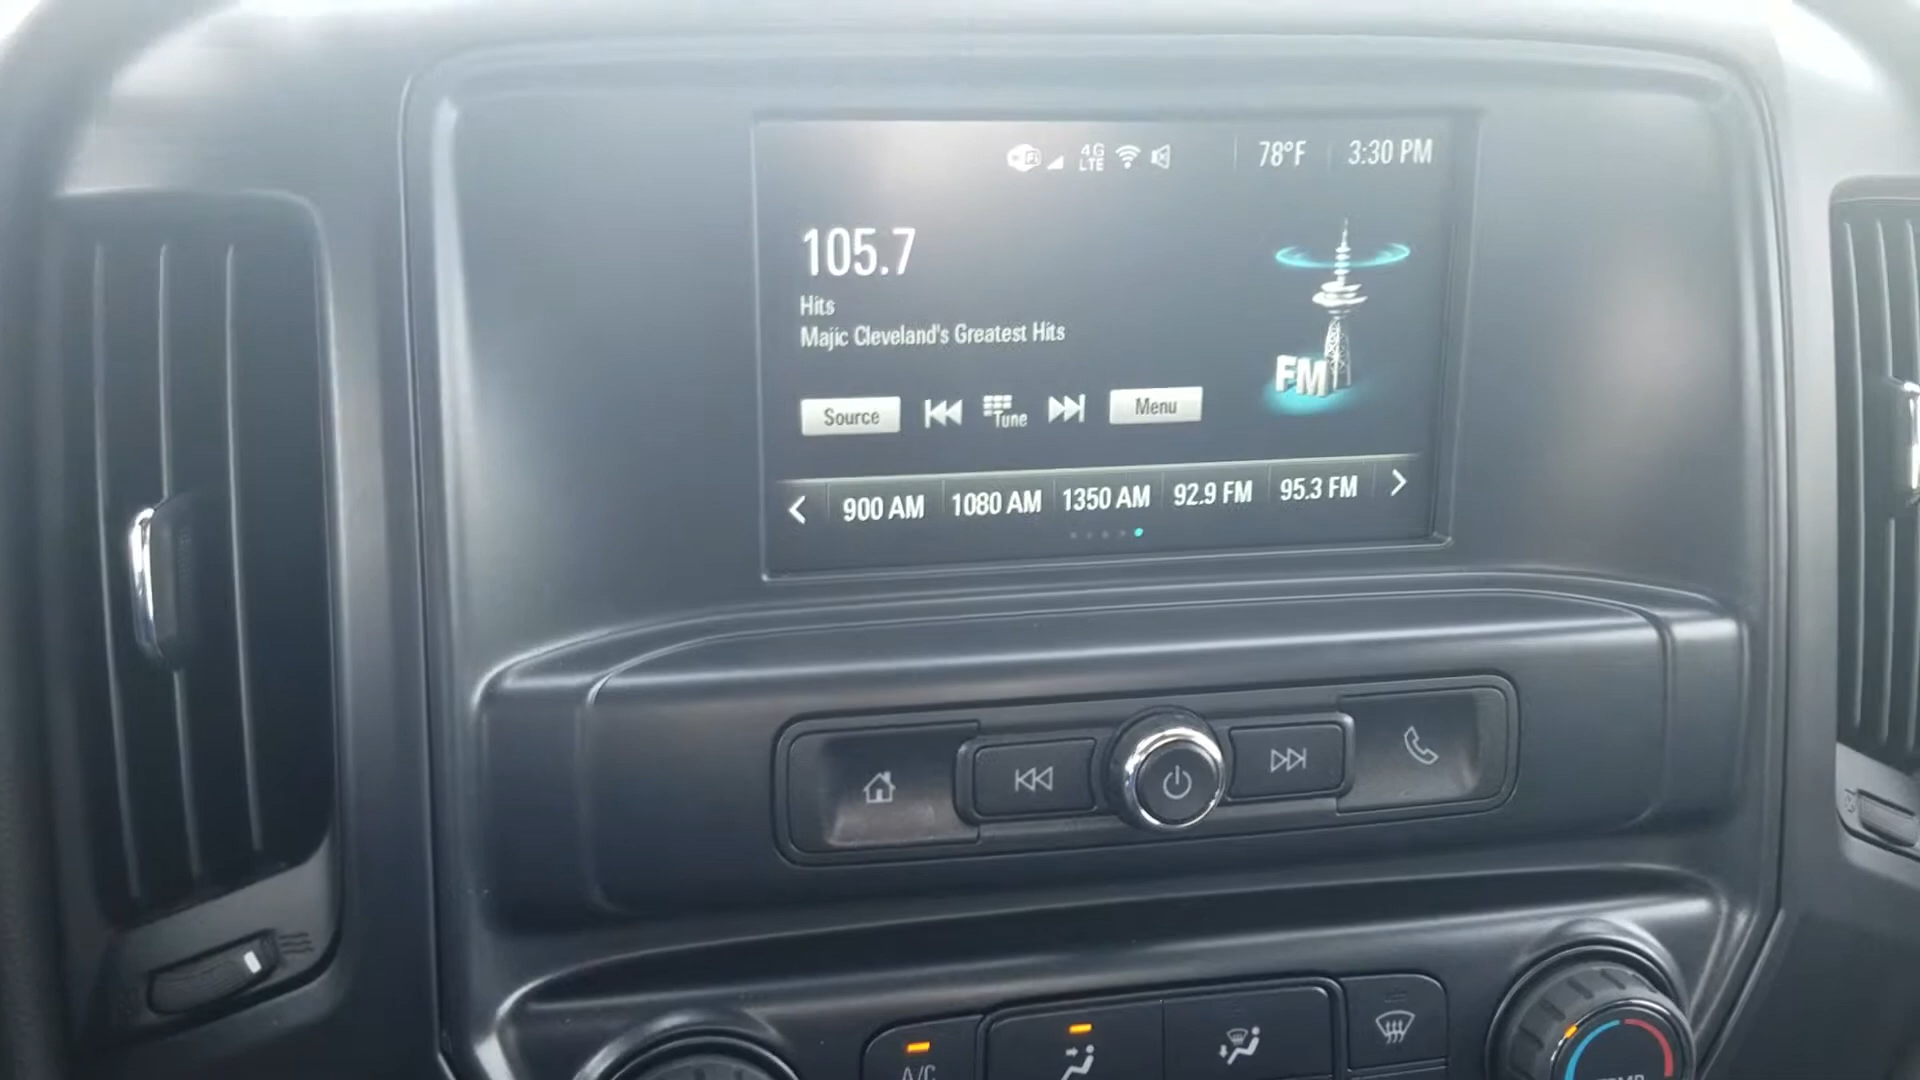 4G
LTE
78°F
3:30 PM
105.7
Hits
Majic Cleveland's Greatest Hits
FM
Source
Tune
Menu
900 AM
1080 AM
1350 AM
92.9 FM
95.3 FM
A/C